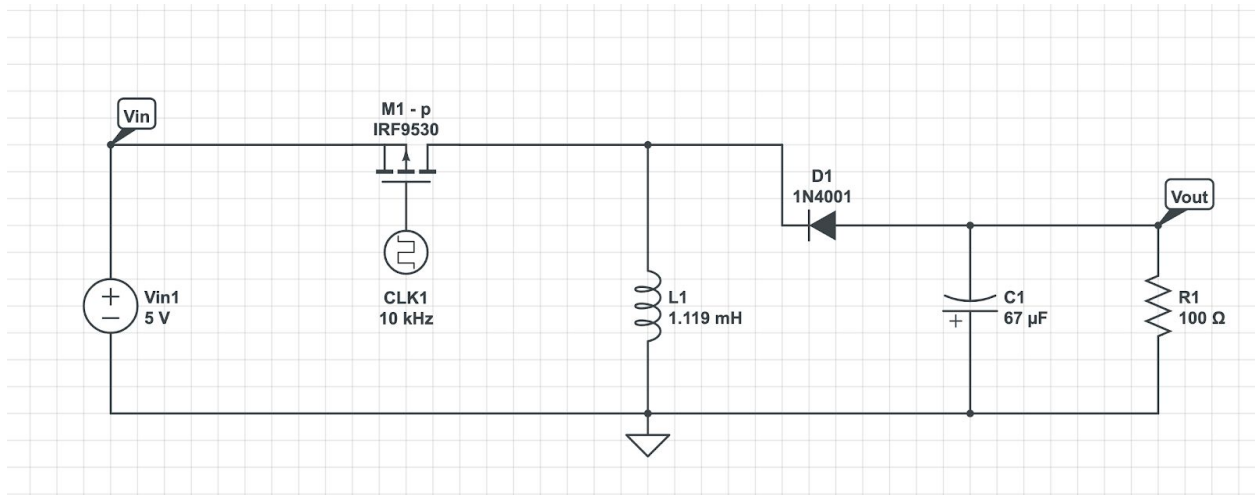 Vin
M1 - p
IRF9530
D1
1N4001
Vout
Vin1
5 V
CLK1
10 kHz
L1
1.119 mH
C1
67 µF
R1
100 Ω